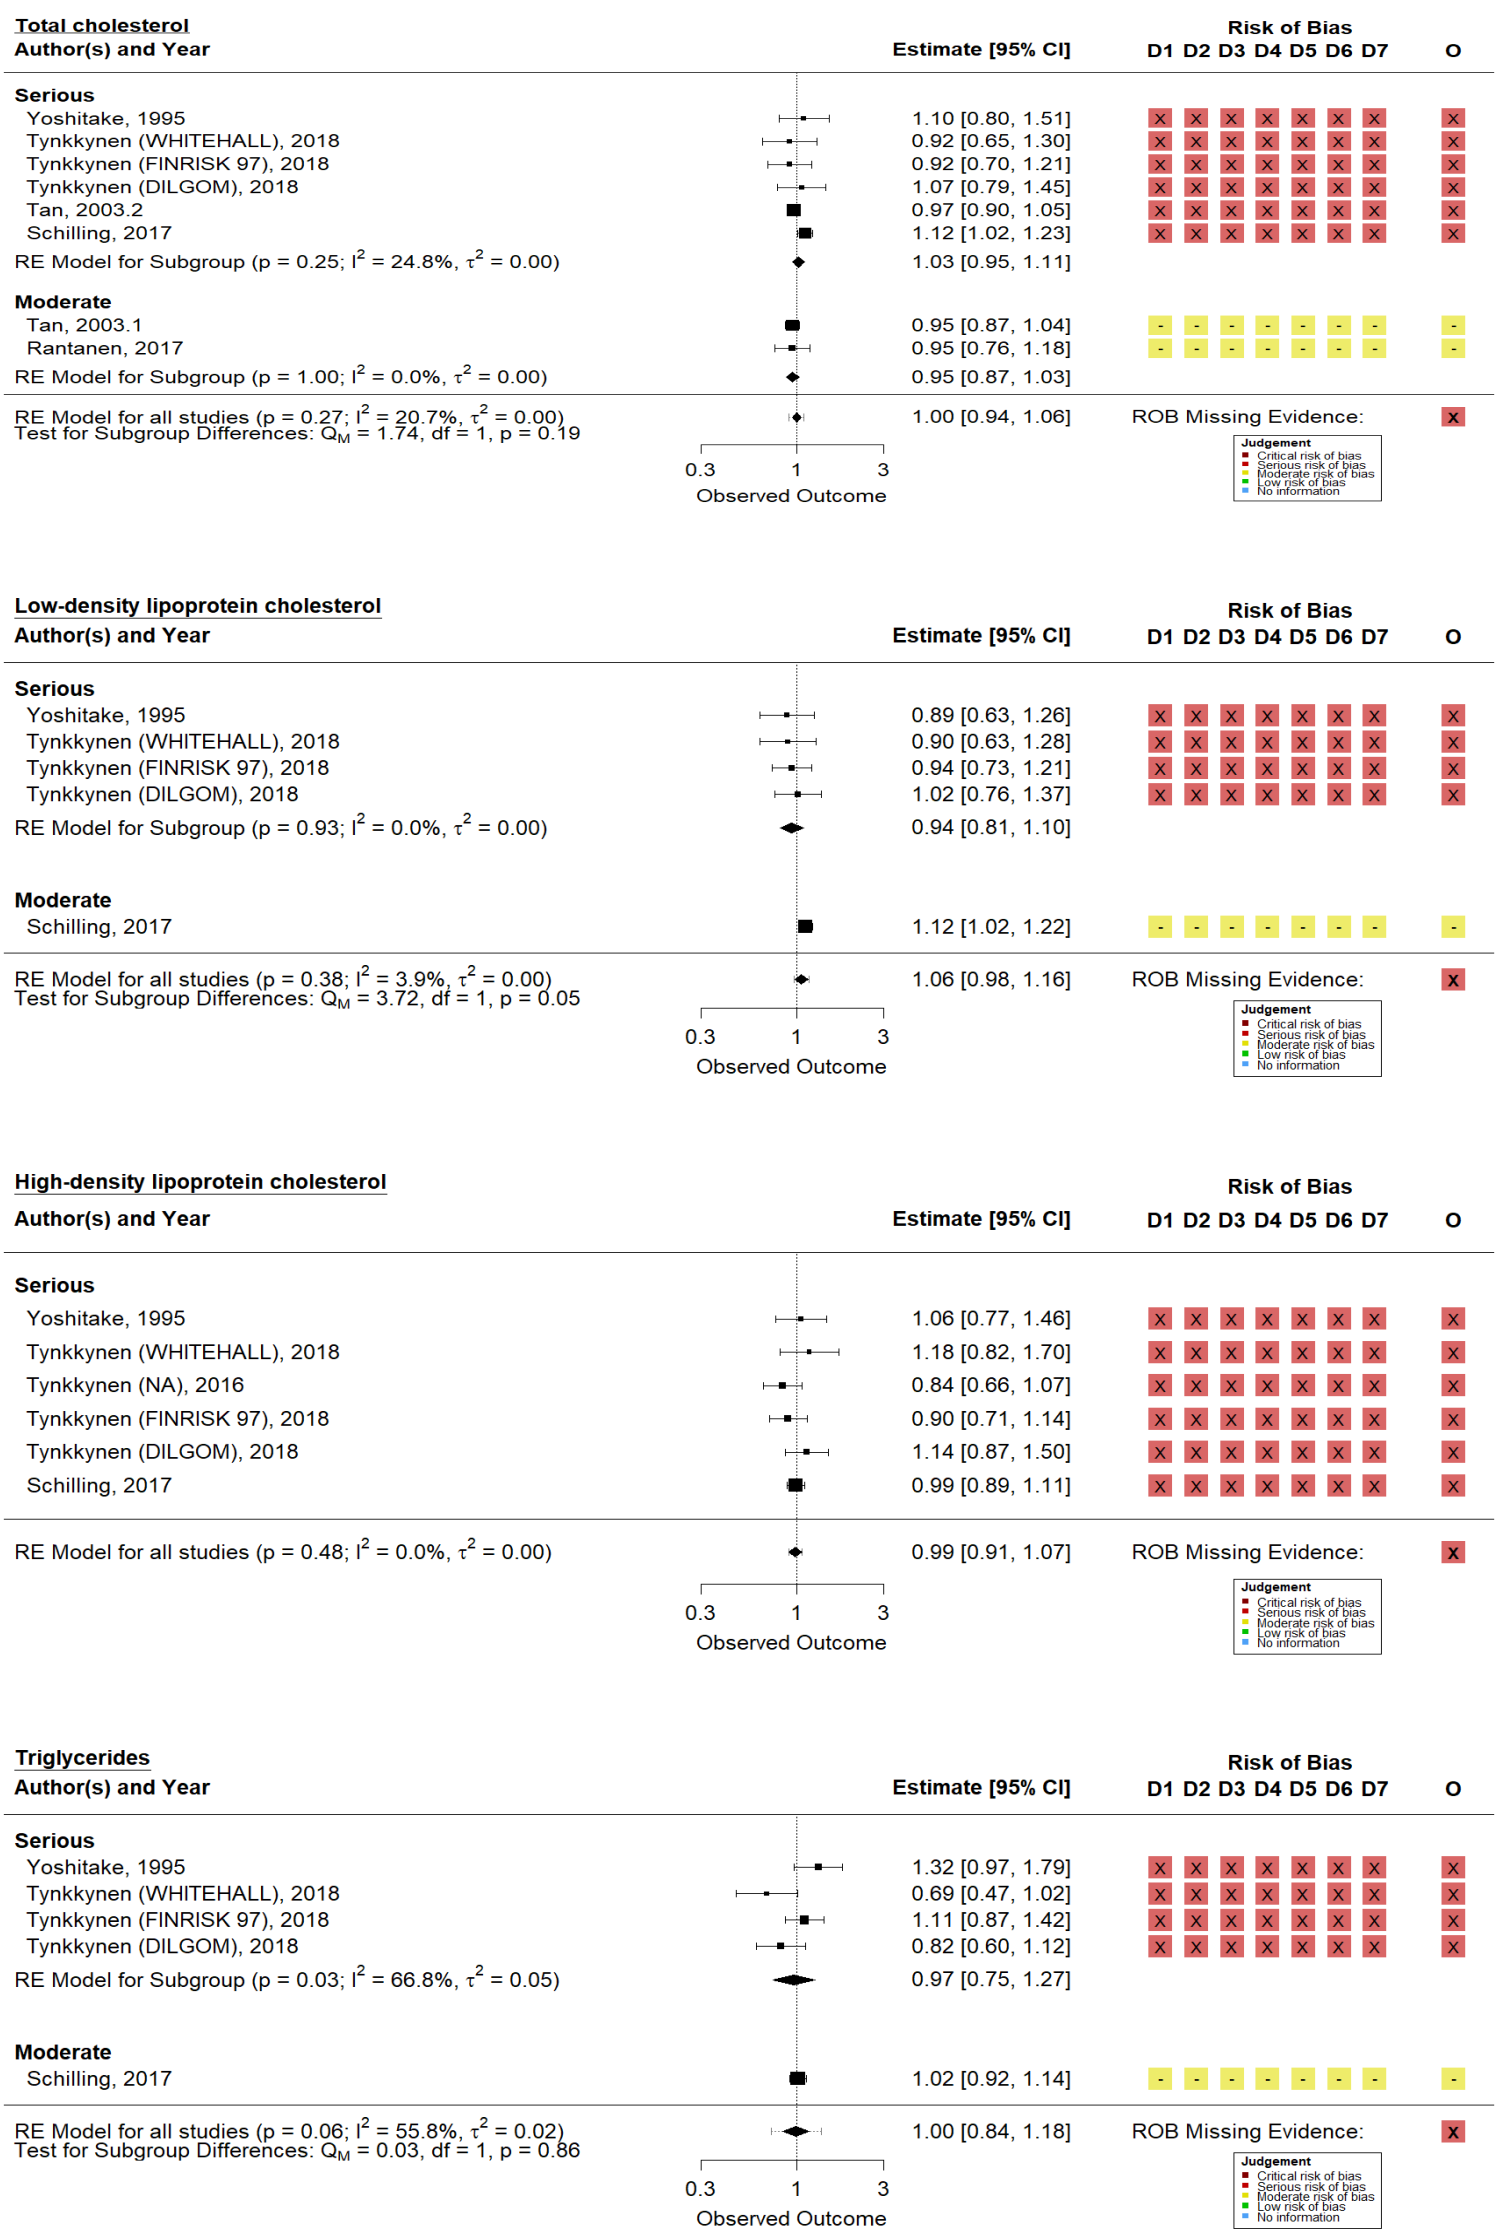 Total cholesterol
Risk of Bias
Author(s) and Year Estimate [95% CI] D1 D2 D3 D4 D5 D6 D7 O
Serious
Yoshitake, 1995 1.10 [0.80, 1.51] X X X X X X X X
Tynkkynen (WHITEHALL), 2018 0.92 [0.65, 1.30] X X X X X X X X
Tynkkynen (FINRISK 97), 2018 0.92 [0.70, 1.21] X X X X X X X X
Tynkkynen (DILGOM), 2018 1.07 [0.79, 1.45] X X X X X X X X
Tan, 2003.2 0.97 [0.90, 1.05] X X X X X X X X
Schilling, 2017 1.12 [1.02, 1.23] X X X X X X X X
RE Model for Subgroup (p = 0.25; I² = 24.8%, τ² = 0.00) 1.03 [0.95, 1.11]
Moderate
Tan, 2003.1 0.95 [0.87, 1.04] - - - - - - - -
Rantanen, 2017 0.95 [0.76, 1.18] - - - - - - - -
RE Model for Subgroup (p = 1.00; I² = 0.0%, τ² = 0.00) 0.95 [0.87, 1.03]
RE Model for all studies (p = 0.27; I² = 20.7%, τ² = 0.00) 1.00 [0.94, 1.06] ROB Missing Evidence: X
Test for Subgroup Differences: Q_M = 1.74, df = 1, p = 0.19
Judgement
Critical risk of bias
Serious risk of bias
Moderate risk of bias
Low risk of bias
No information
0.3 1 3
Observed Outcome
Low-density lipoprotein cholesterol
Risk of Bias
Author(s) and Year Estimate [95% CI] D1 D2 D3 D4 D5 D6 D7 O
Serious
Yoshitake, 1995 0.89 [0.63, 1.26] X X X X X X X X
Tynkkynen (WHITEHALL), 2018 0.90 [0.63, 1.28] X X X X X X X X
Tynkkynen (FINRISK 97), 2018 0.94 [0.73, 1.21] X X X X X X X X
Tynkkynen (DILGOM), 2018 1.02 [0.76, 1.37] X X X X X X X X
RE Model for Subgroup (p = 0.93; I² = 0.0%, τ² = 0.00) 0.94 [0.81, 1.10]
Moderate
Schilling, 2017 1.12 [1.02, 1.22] - - - - - - - -
RE Model for all studies (p = 0.38; I² = 3.9%, τ² = 0.00) 1.06 [0.98, 1.16] ROB Missing Evidence: X
Test for Subgroup Differences: Q_M = 3.72, df = 1, p = 0.05
Judgement
Critical risk of bias
Serious risk of bias
Moderate risk of bias
Low risk of bias
No information
0.3 1 3
Observed Outcome
High-density lipoprotein cholesterol
Risk of Bias
Author(s) and Year Estimate [95% CI] D1 D2 D3 D4 D5 D6 D7 O
Serious
Yoshitake, 1995 1.06 [0.77, 1.46] X X X X X X X X
Tynkkynen (WHITEHALL), 2018 1.18 [0.82, 1.70] X X X X X X X X
Tynkkynen (NA), 2016 0.84 [0.66, 1.07] X X X X X X X X
Tynkkynen (FINRISK 97), 2018 0.90 [0.71, 1.14] X X X X X X X X
Tynkkynen (DILGOM), 2018 1.14 [0.87, 1.50] X X X X X X X X
Schilling, 2017 0.99 [0.89, 1.11] X X X X X X X X
RE Model for all studies (p = 0.48; I² = 0.0%, τ² = 0.00) 0.99 [0.91, 1.07] ROB Missing Evidence: X
Judgement
Critical risk of bias
Serious risk of bias
Moderate risk of bias
Low risk of bias
No information
0.3 1 3
Observed Outcome
Triglycerides
Risk of Bias
Author(s) and Year Estimate [95% CI] D1 D2 D3 D4 D5 D6 D7 O
Serious
Yoshitake, 1995 1.32 [0.97, 1.79] X X X X X X X X
Tynkkynen (WHITEHALL), 2018 0.69 [0.47, 1.02] X X X X X X X X
Tynkkynen (FINRISK 97), 2018 1.11 [0.87, 1.42] X X X X X X X X
Tynkkynen (DILGOM), 2018 0.82 [0.60, 1.12] X X X X X X X X
RE Model for Subgroup (p = 0.03; I² = 66.8%, τ² = 0.05) 0.97 [0.75, 1.27]
Moderate
Schilling, 2017 1.02 [0.92, 1.14] - - - - - - - -
RE Model for all studies (p = 0.06; I² = 55.8%, τ² = 0.02) 1.00 [0.84, 1.18] ROB Missing Evidence: X
Test for Subgroup Differences: Q_M = 0.03, df = 1, p = 0.86
Judgement
Critical risk of bias
Serious risk of bias
Moderate risk of bias
Low risk of bias
No information
0.3 1 3
Observed Outcome